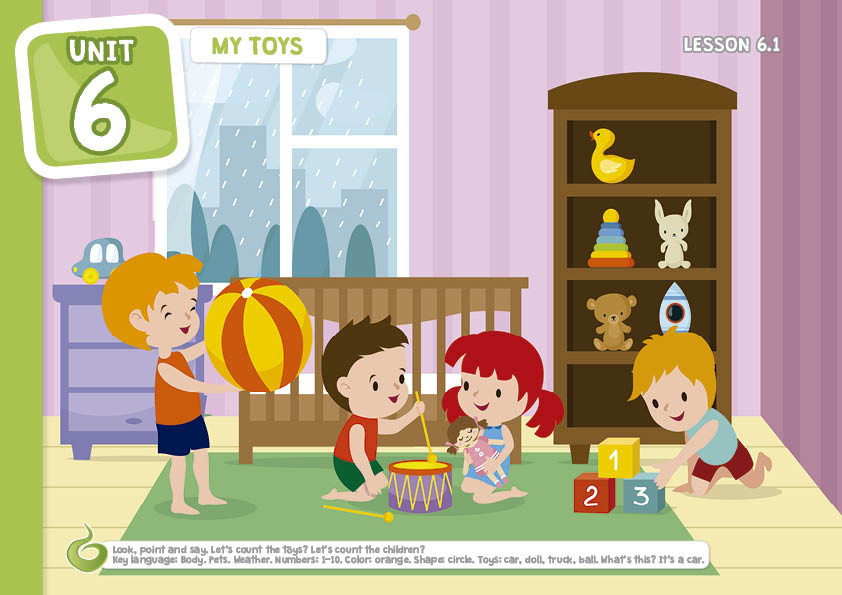 UNIT
6
MY TOYS
LESSON 6.1
1
2 3
6
Look, point and say. Let's count the toys? Let's count the children?
Key language: Body. Pets. Weather. Numbers: 1–10. Color: orange. Shape: circle. Toys: car, doll, truck, ball. What's this? It's a car.